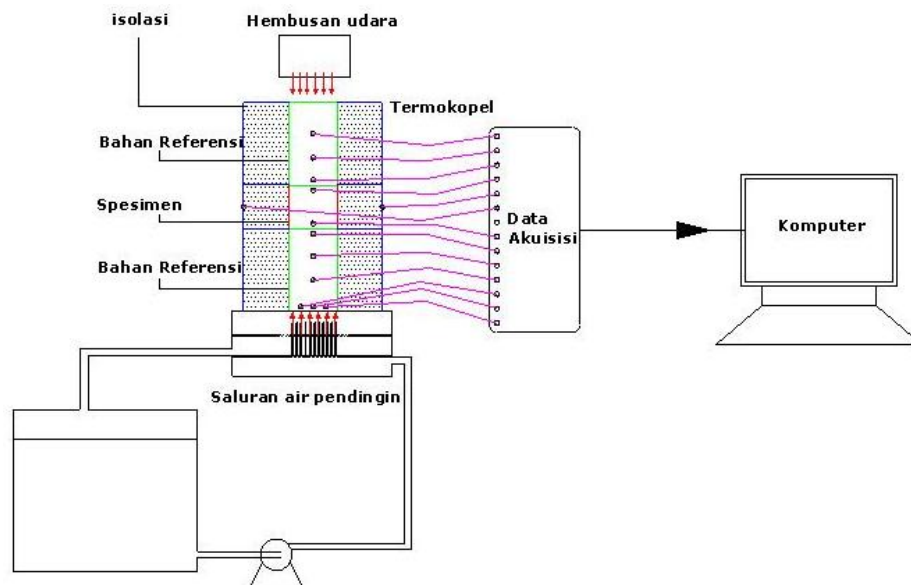 isolasi
Hembusan udara
Termokopel
Bahan Referensi
Spesimen
Data
Akuisisi
Komputer
Bahan Referensi
Saluran air pendingin